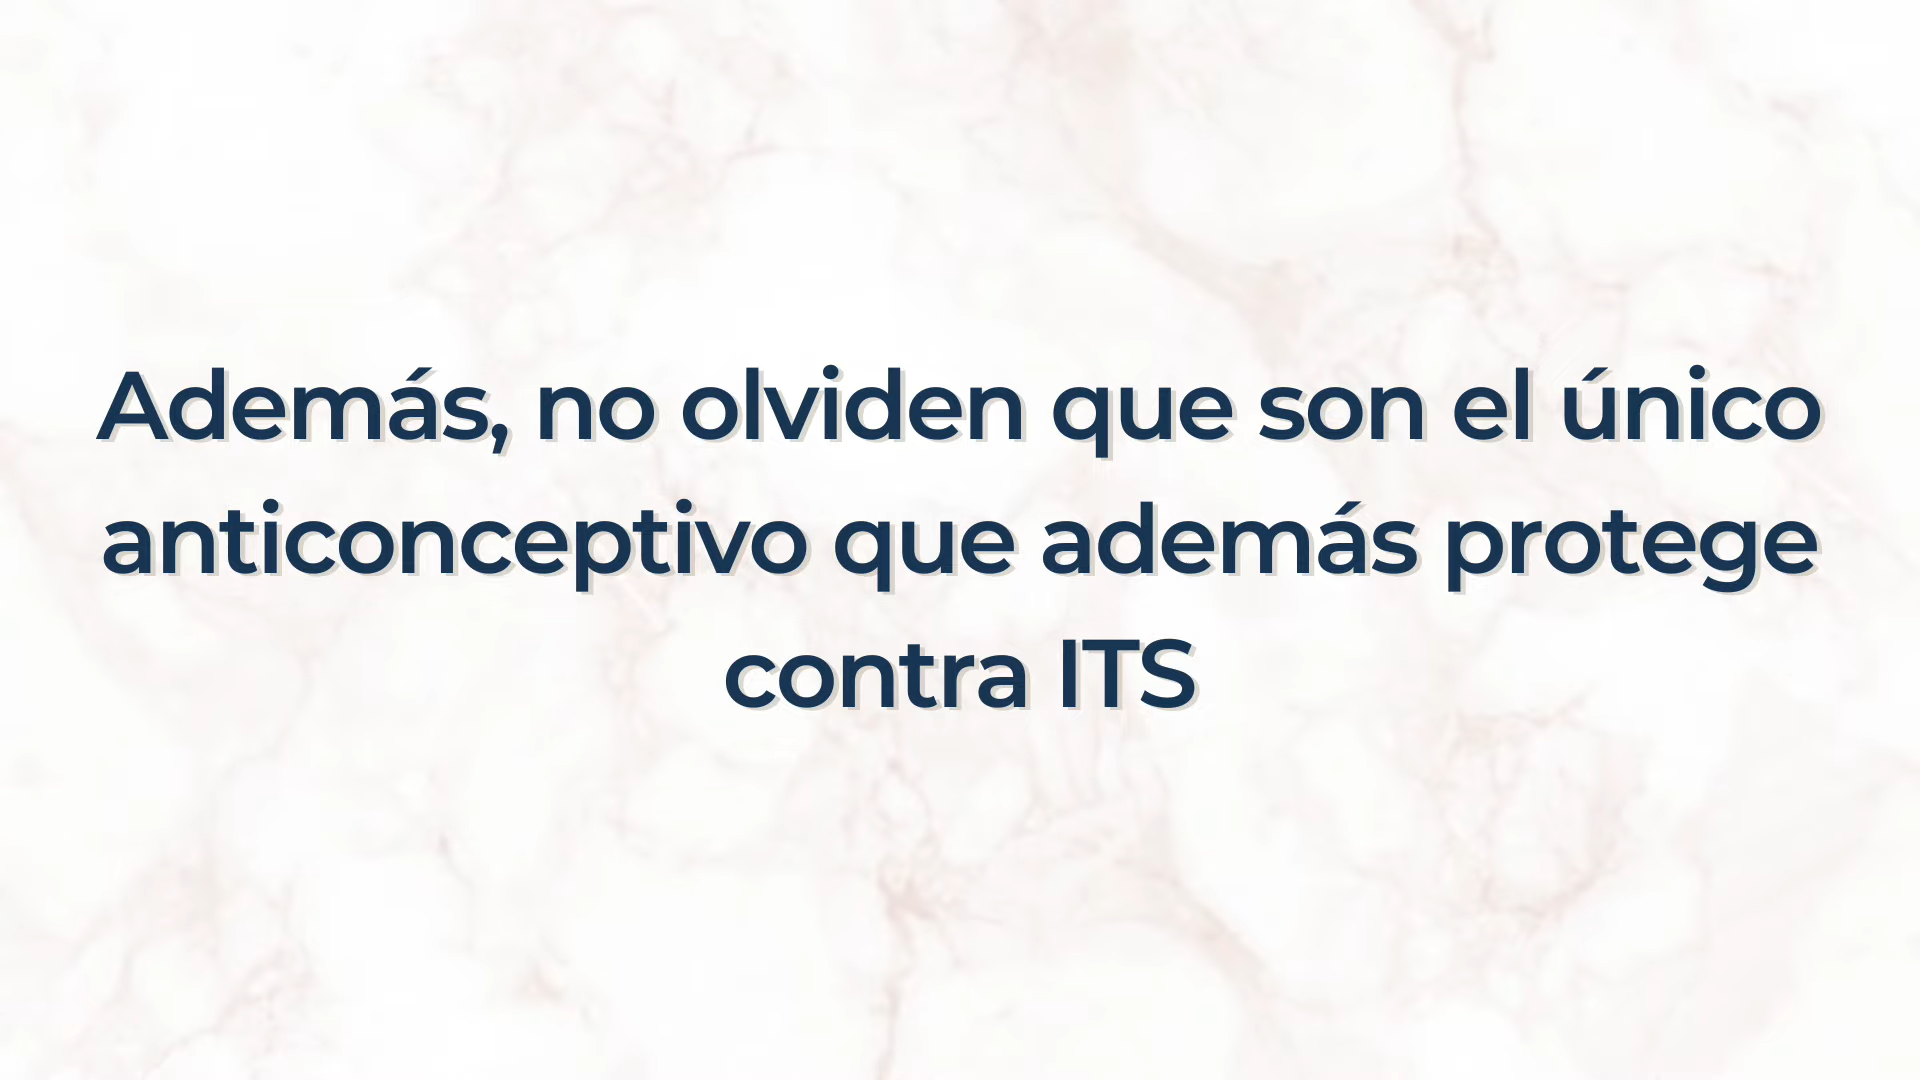 Además, no olviden que son el único
anticonceptivo que además protege
contra ITS